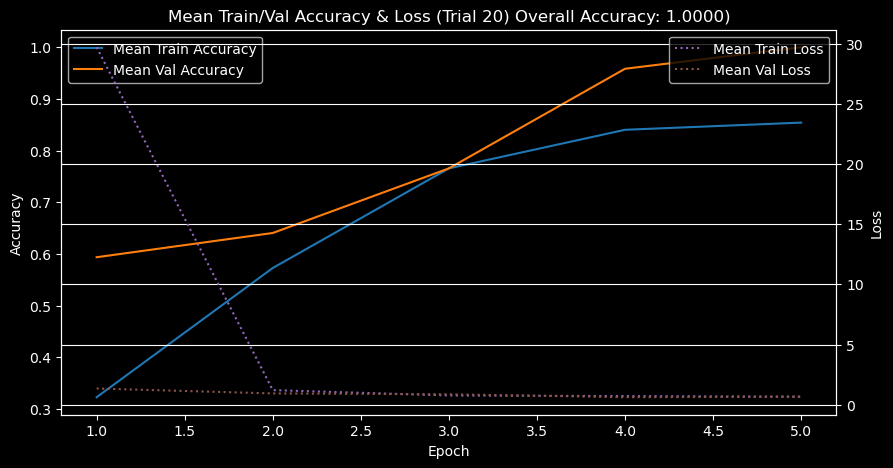 Mean Train/Val Accuracy & Loss (Trial 20) Overall Accuracy: 1.0000)
Mean Train Accuracy
Mean Val Accuracy
Mean Train Loss
Mean Val Loss
Accuracy
1.0
0.9
0.8
0.7
0.6
0.5
0.4
0.3
30
25
20
15
10
5
0
Loss
1.0 1.5 2.0 2.5 3.0 3.5 4.0 4.5 5.0
Epoch